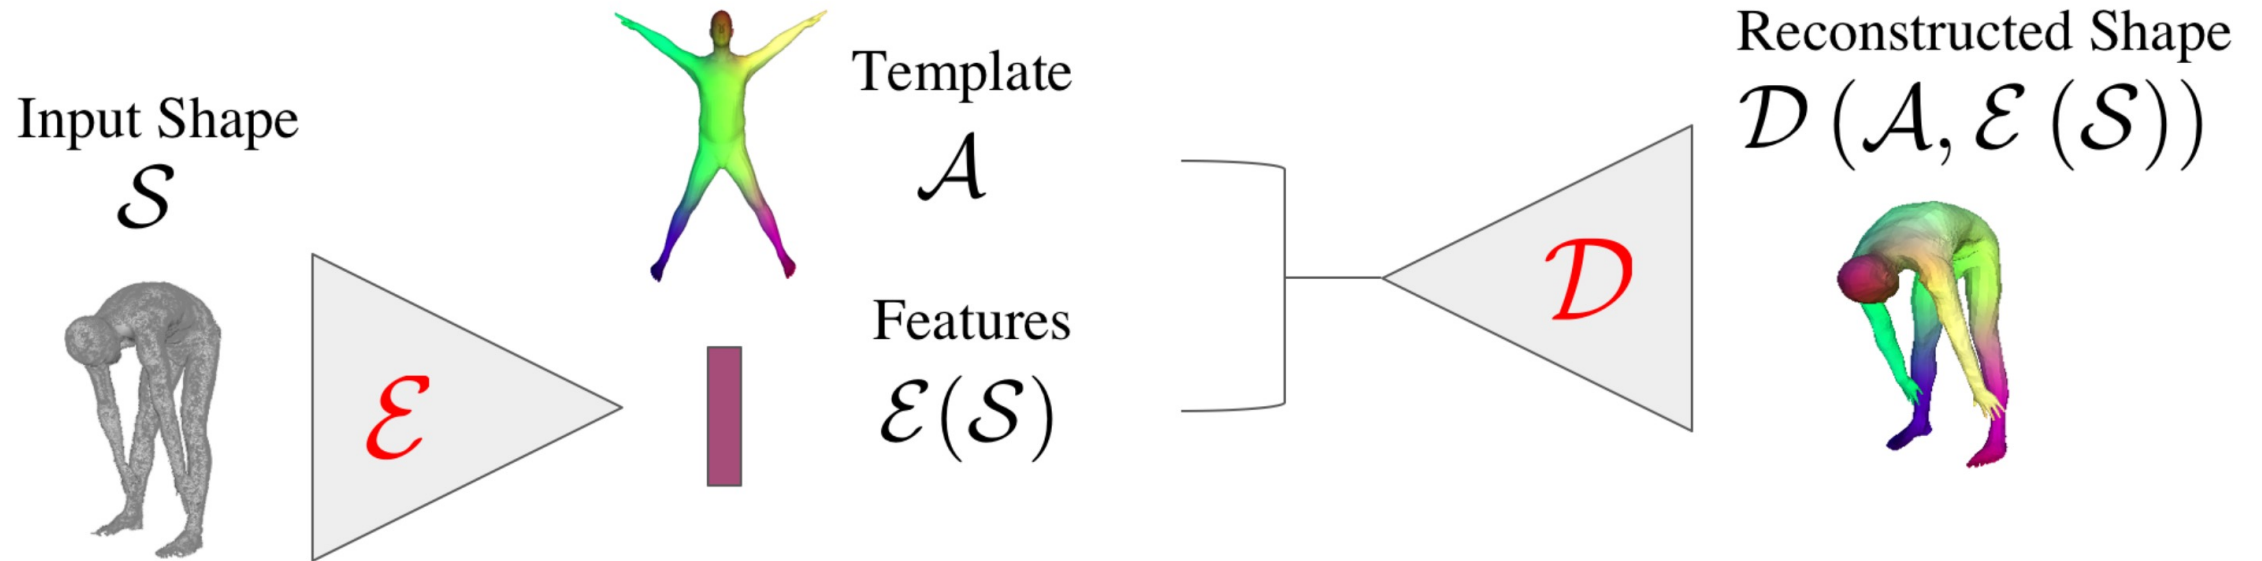 Input Shape
𝒮
ℰ
Template
𝒜
Features
ℰ(𝒮)
𝒟
Reconstructed Shape
𝒟 (𝒜, ℰ (𝒮))